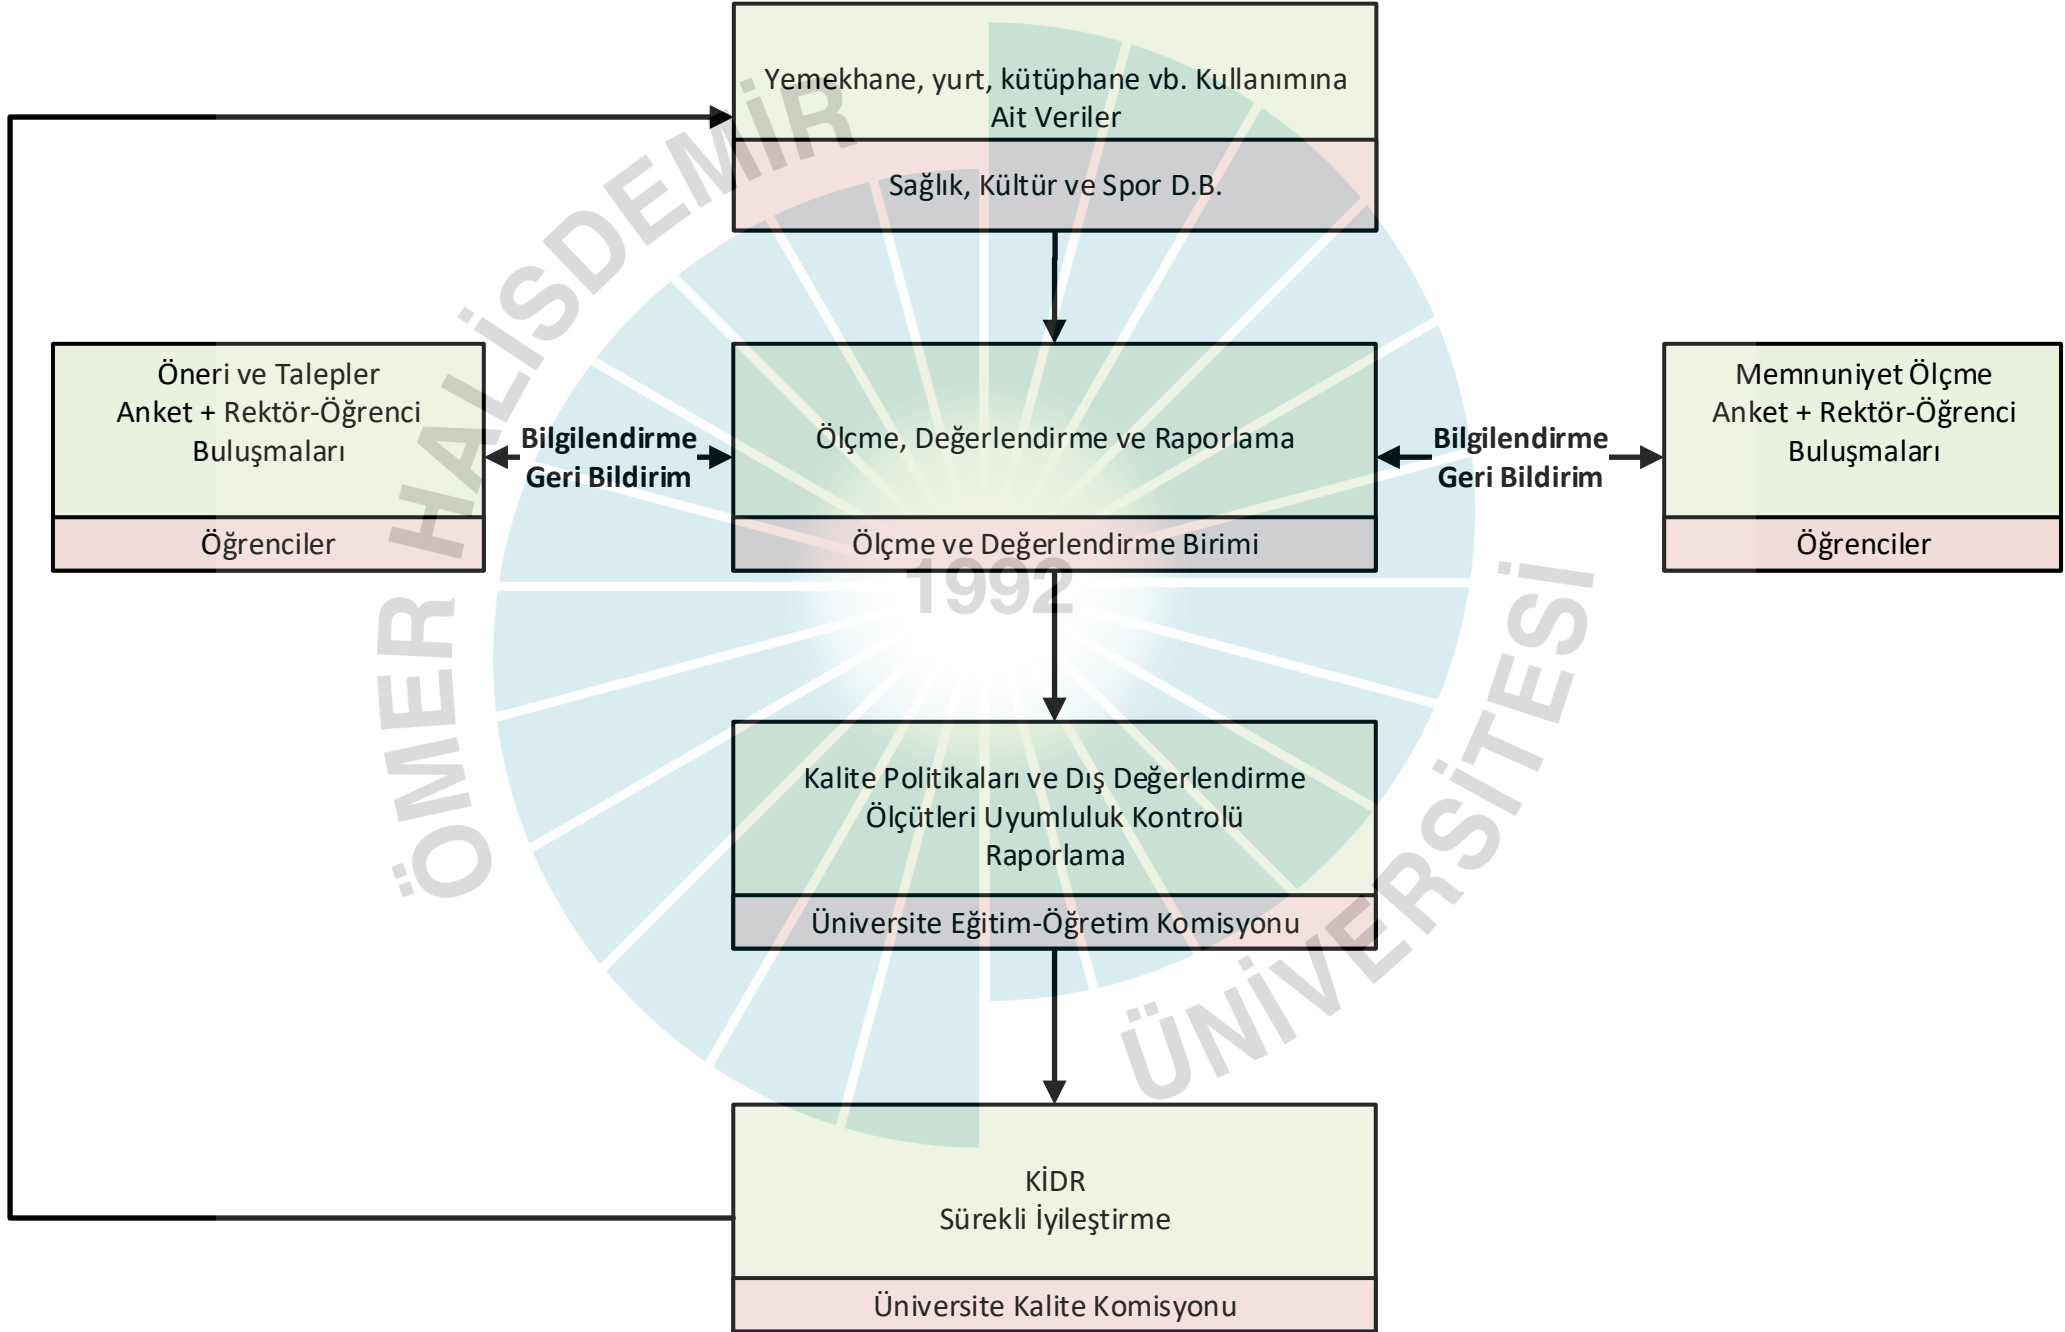 Yemekhane, yurt, kütüphane vb. Kullanımına
Ait Veriler
Sağlık, Kültür ve Spor D.B.
Öneri ve Talepler
Anket + Rektör-Öğrenci
Buluşmaları
Öğrenciler
Bilgilendirme
Geri Bildirim
Ölçme, Değerlendirme ve Raporlama
Ölçme ve Değerlendirme Birimi
Bilgilendirme
Geri Bildirim
Memnuniyet Ölçme
Anket + Rektör-Öğrenci
Buluşmaları
Öğrenciler
Kalite Politikaları ve Dış Değerlendirme
Ölçütleri Uyumluluk Kontrolü
Raporlama
Üniversite Eğitim-Öğretim Komisyonu
KİDR
Sürekli İyileştirme
Üniversite Kalite Komisyonu
ÖMER HALİSDEMİR
ÜNİVERSİTESİ
1992